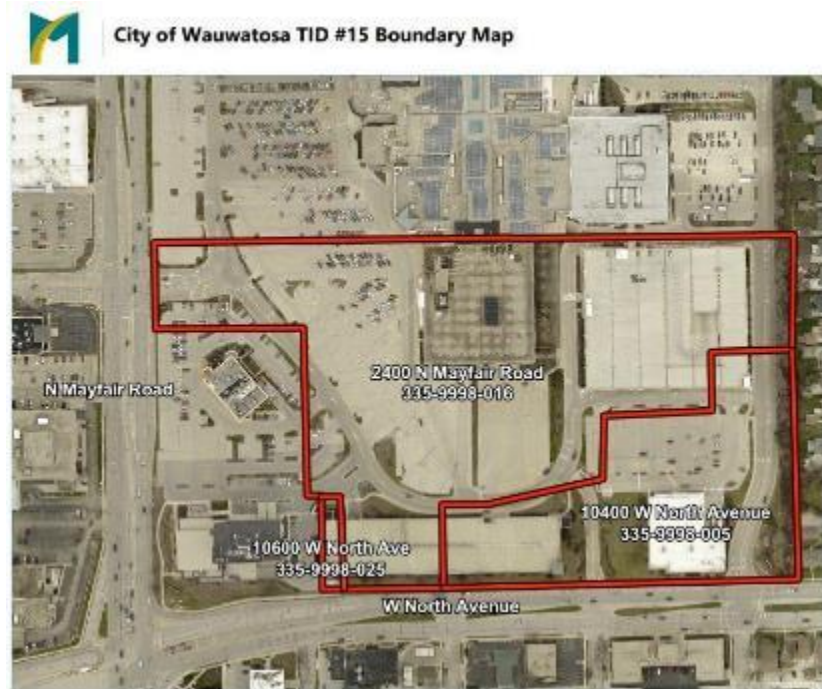 City of Wauwatosa TID #15 Boundary Map
N Mayfair Road
2400 N Mayfair Road
335-9998-016
10400 W North Avenue
335-9998-005
10600 W North Ave
335-9998-025
W North Avenue